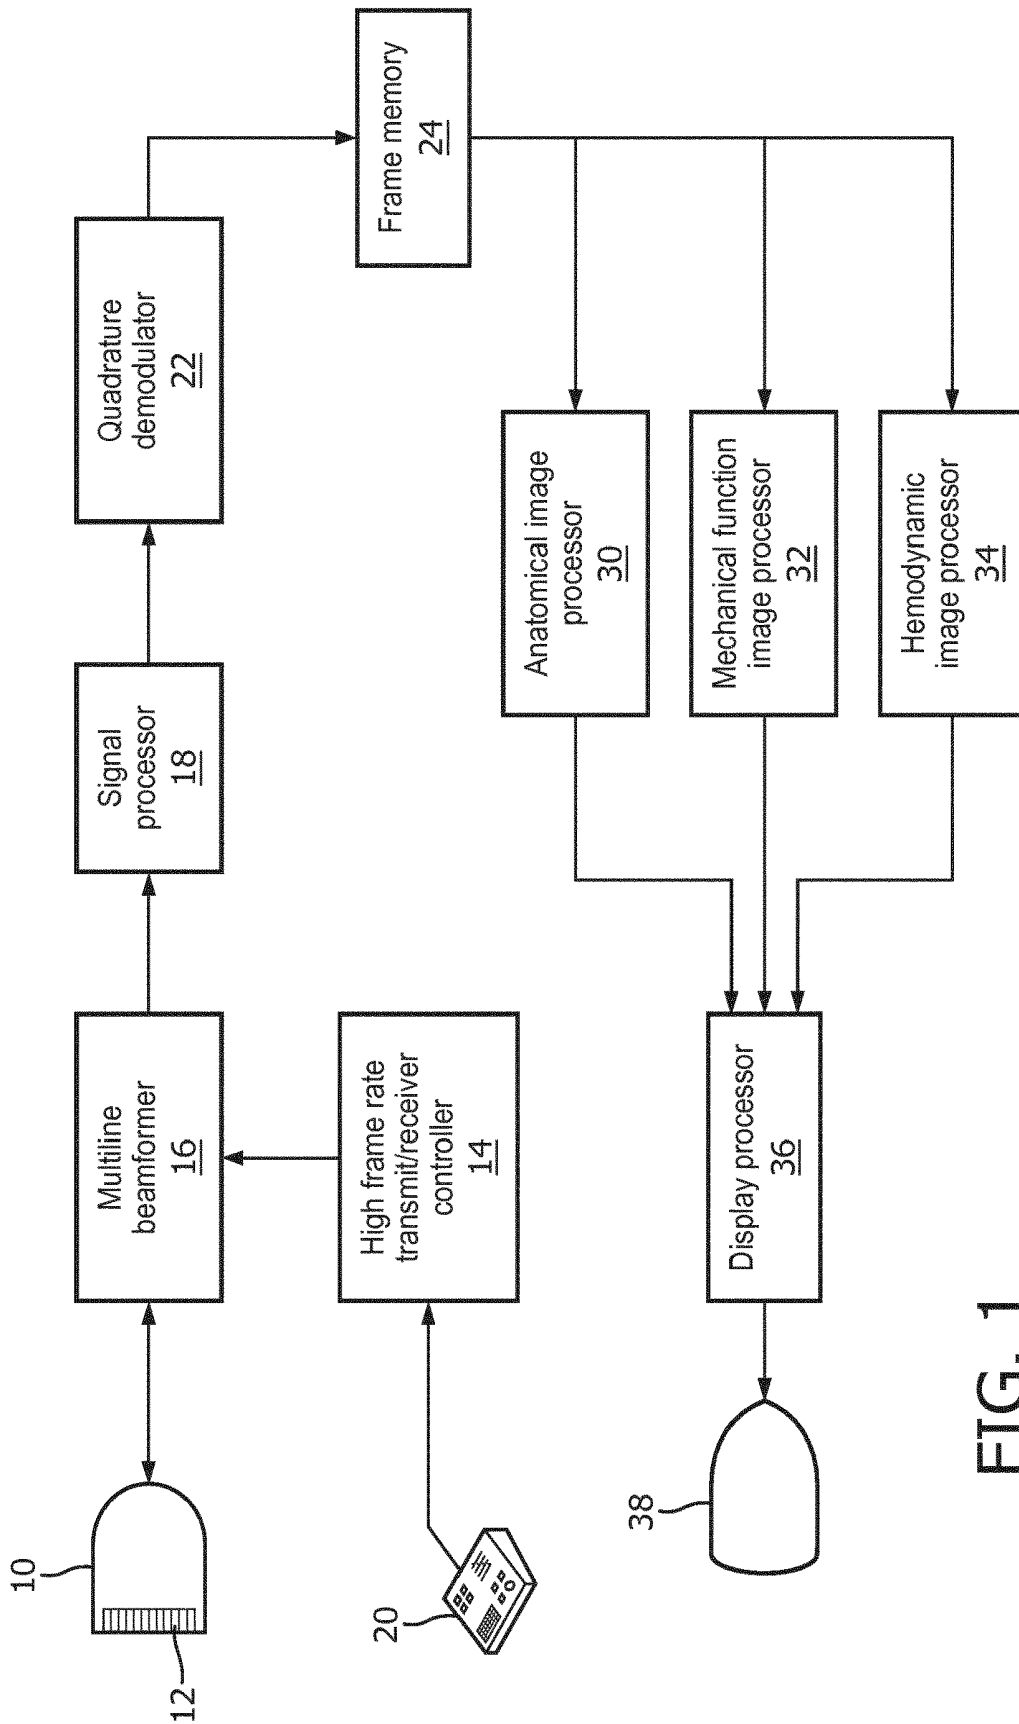 10
12
Multiline
beamformer
16
Signal
processor
18
Quadrature
demodulator
22
20
High frame rate
transmit/receiver
controller
14
Frame memory
24
Anatomical image
processor
30
38
Display processor
36
Mechanical function
image processor
32
Hemodynamic
image processor
34
FIG. 1